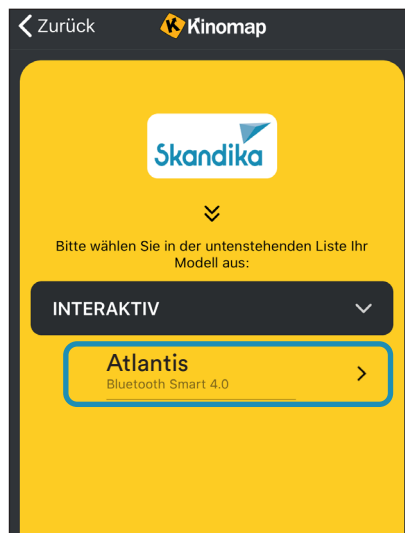 Zurück
Kinomap
Skandika
Bitte wählen Sie in der untenstehenden Liste Ihr
Modell aus:
INTERAKTIV
Atlantis
Bluetooth Smart 4.0